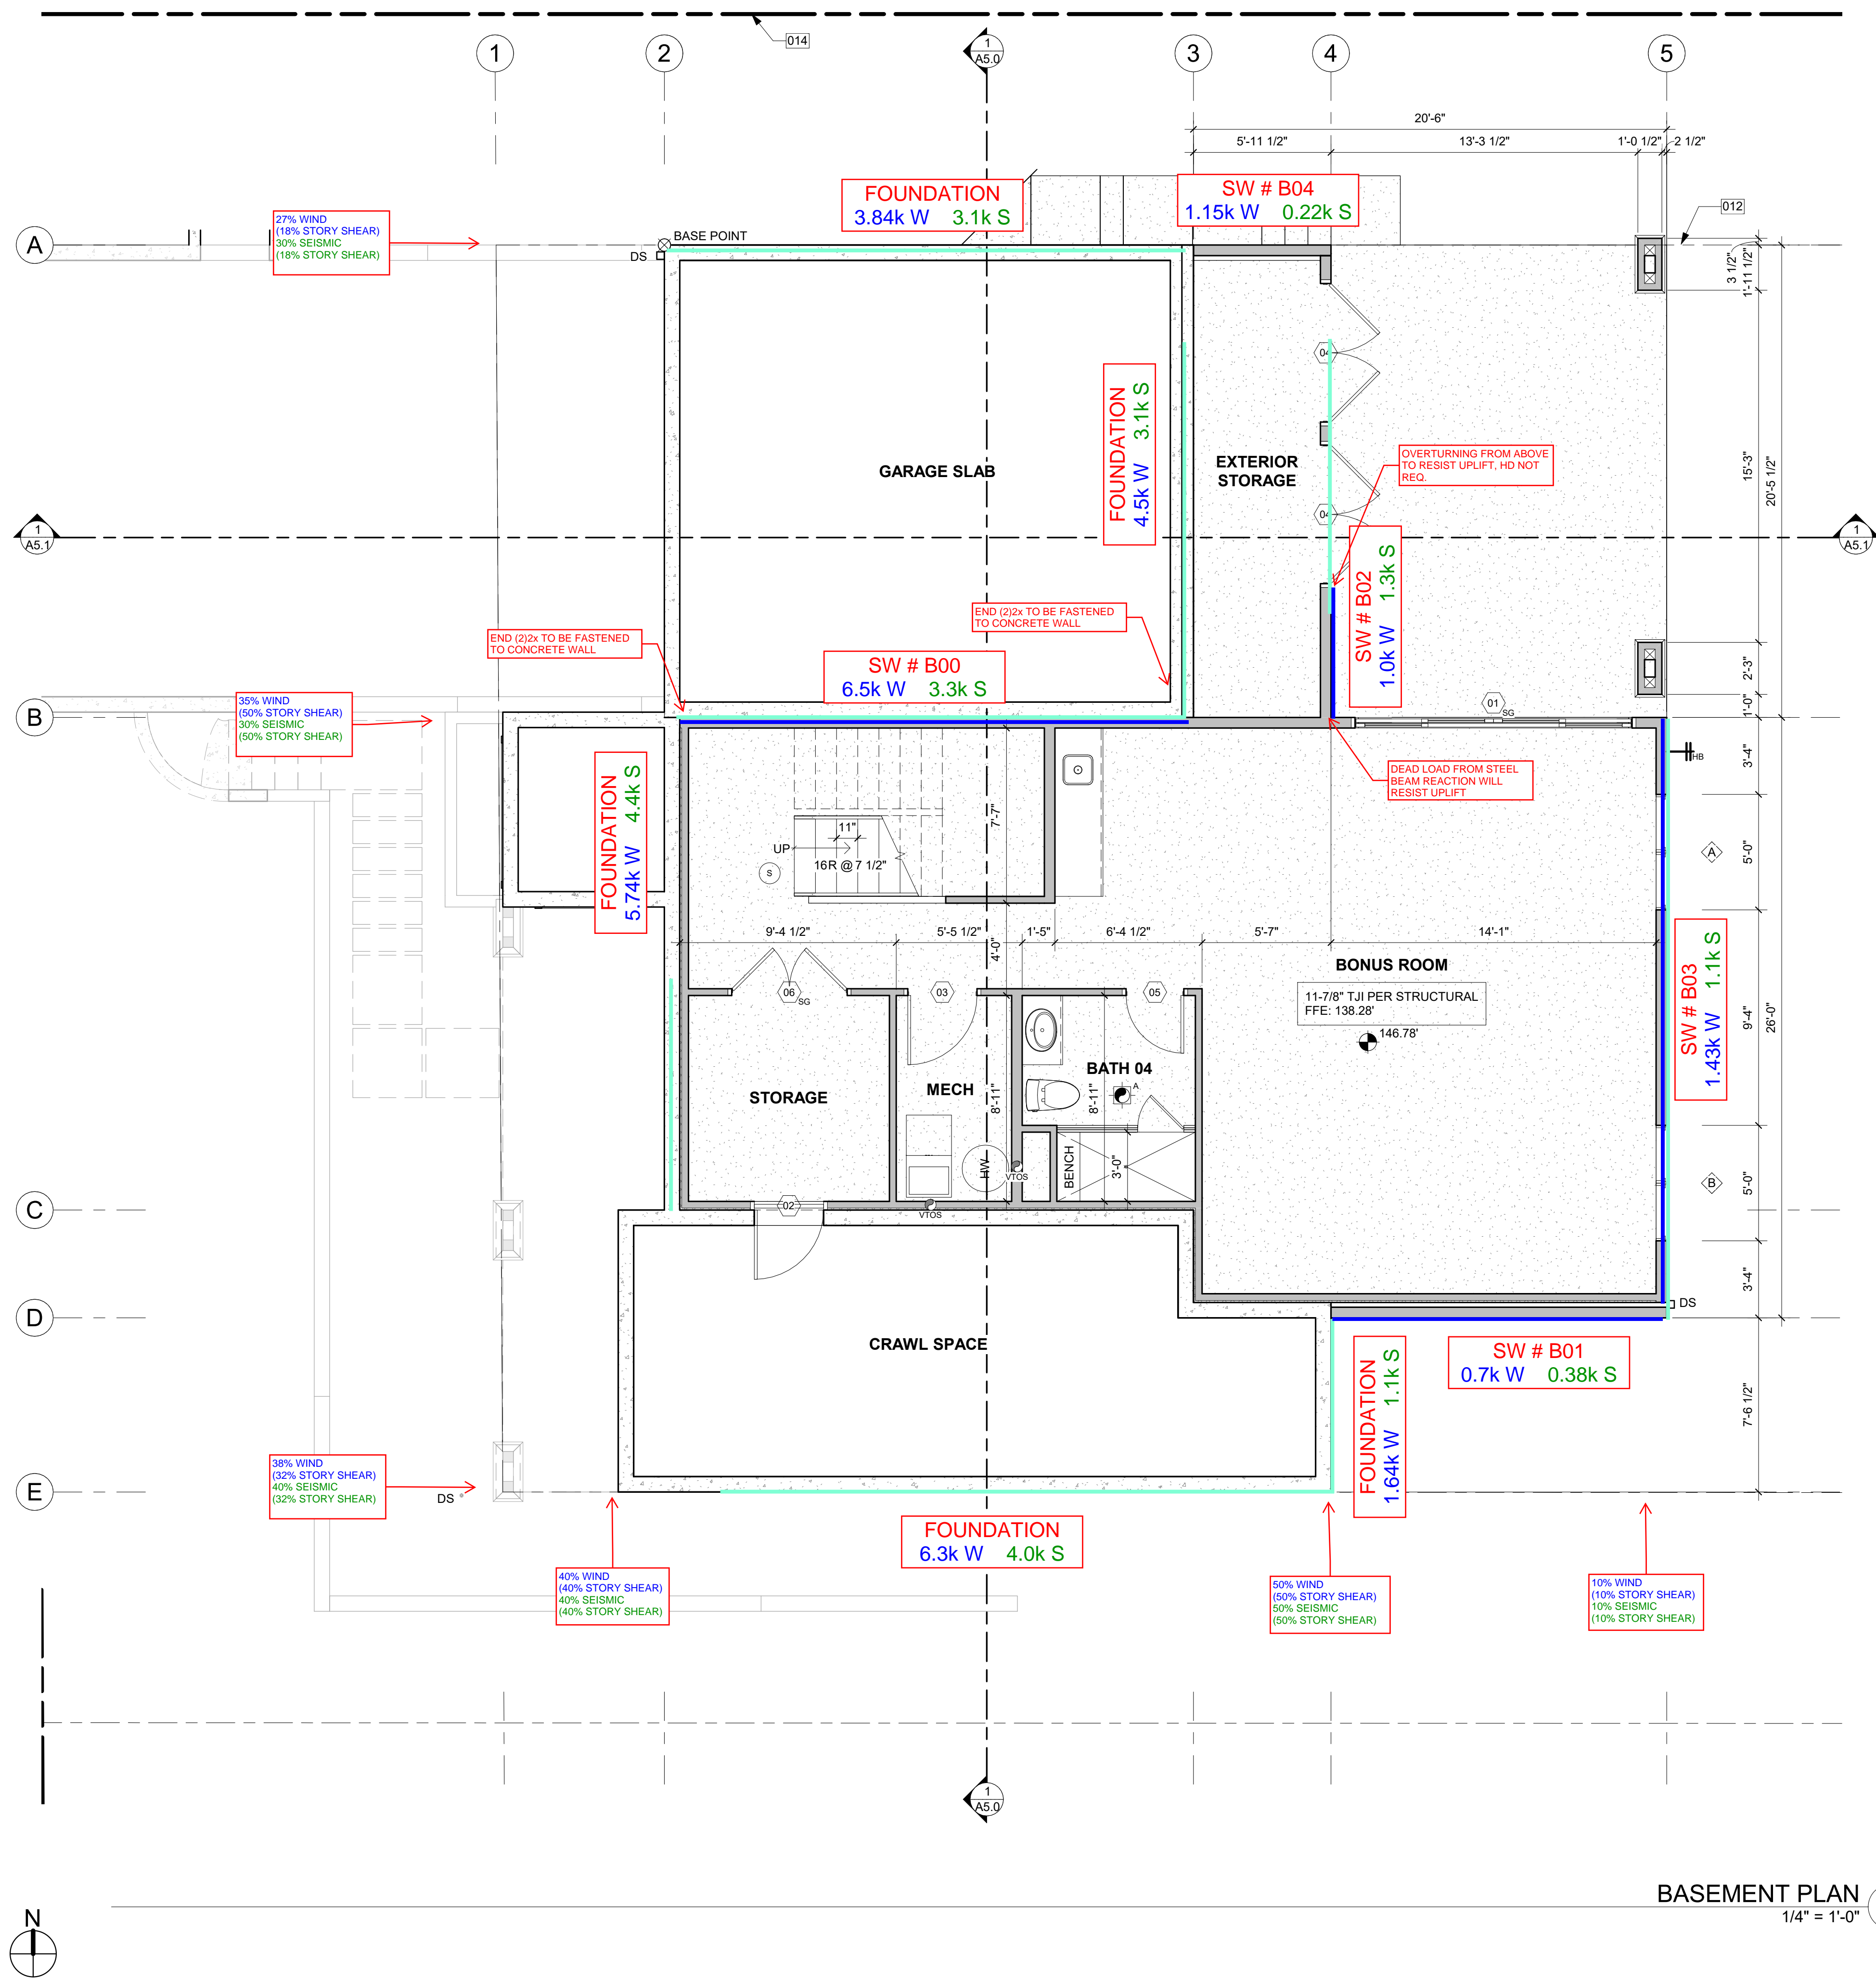 014
1
2
1
A5.0
3
4
5
20'-6"
5'-11 1/2"
13'-3 1/2"
1'-0 1/2"
2 1/2"
FOUNDATION
3.84k W 3.1k S
SW # B04
1.15k W 0.22k S
012
27% WIND
(18% STORY SHEAR)
30% SEISMIC
(18% STORY SHEAR)
A
BASE POINT
DS
3 1/2"
1'-11 1/2"
04
FOUNDATION
4.5k W 3.1k S
GARAGE SLAB
EXTERIOR
STORAGE
OVERTURNING FROM ABOVE
TO RESIST UPLIFT, HD NOT
REQ.
15'-3"
20'-5 1/2"
04
1
A5.1
1
A5.1
SW # B02
1.0k W 1.3k S
END (2)2x TO BE FASTENED
TO CONCRETE WALL
END (2)2x TO BE FASTENED
TO CONCRETE WALL
SW # B00
6.5k W 3.3k S
2'-3"
1'-0"
35% WIND
(50% STORY SHEAR)
30% SEISMIC
(50% STORY SHEAR)
B
01
SG
HB
DEAD LOAD FROM STEEL
BEAM REACTION WILL
RESIST UPLIFT
3'-4"
FOUNDATION
5.74k W 4.4k S
7'-7"
11"
UP
16R @ 7 1/2"
S
A
5'-0"
9'-4 1/2"
5'-5 1/2"
1'-5"
6'-4 1/2"
5'-7"
14'-1"
4'-0"
BONUS ROOM
11-7/8" TJI PER STRUCTURAL
FFE: 138.28'
146.78'
06
SG
03
05
SW # B03
1.43k W 1.1k S
9'-4"
26'-0"
STORAGE
MECH
8'-11"
BATH 04
8'-11"
A
HW
VTOS
BENCH
3'-0"
B
5'-0"
C
02
VTOS
3'-4"
D
DS
CRAWL SPACE
FOUNDATION
1.64k W 1.1k S
SW # B01
0.7k W 0.38k S
7'-6 1/2"
38% WIND
(32% STORY SHEAR)
40% SEISMIC
(32% STORY SHEAR)
E
DS
FOUNDATION
6.3k W 4.0k S
40% WIND
(40% STORY SHEAR)
40% SEISMIC
(40% STORY SHEAR)
50% WIND
(50% STORY SHEAR)
50% SEISMIC
(50% STORY SHEAR)
10% WIND
(10% STORY SHEAR)
10% SEISMIC
(10% STORY SHEAR)
1
A5.0
N
BASEMENT PLAN
1/4" = 1'-0"